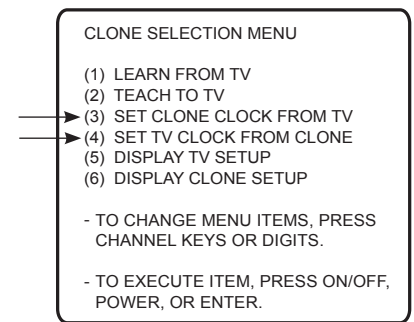 CLONE SELECTION MENU
(1) LEARN FROM TV
(2) TEACH TO TV
(3) SET CLONE CLOCK FROM TV
(4) SET TV CLOCK FROM CLONE
(5) DISPLAY TV SETUP
(6) DISPLAY CLONE SETUP
- TO CHANGE MENU ITEMS, PRESS
CHANNEL KEYS OR DIGITS.
- TO EXECUTE ITEM, PRESS ON/OFF,
POWER, OR ENTER.